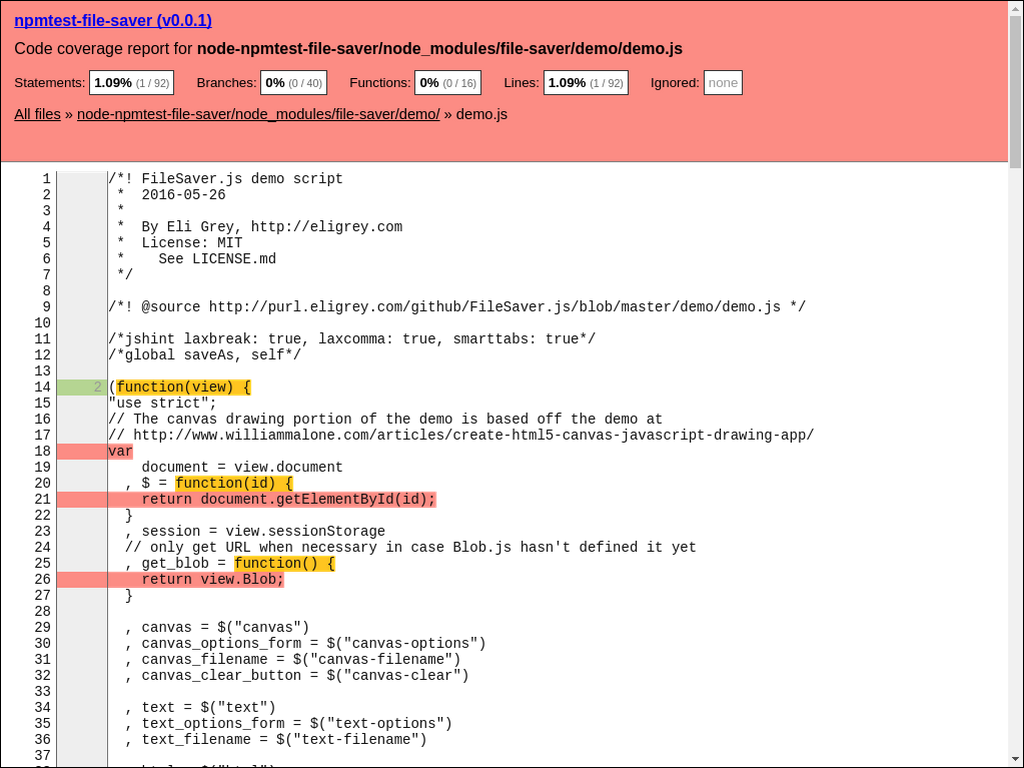 npmtest-file-saver (v0.0.1)
Code coverage report for node-npmtest-file-saver/node_modules/file-saver/demo/demo.js
Statements: 1.09% (1 / 92) Branches: 0% (0 / 40) Functions: 0% (0 / 16) Lines: 1.09% (1 / 92) Ignored: none
All files » node-npmtest-file-saver/node_modules/file-saver/demo/ » demo.js
1 /*! FileSaver.js demo script
2  *  2016-05-26
3  *
4  *  By Eli Grey, http://eligrey.com
5  *  License: MIT
6  *    See LICENSE.md
7  */
8
9 /*! @source http://purl.eligrey.com/github/FileSaver.js/blob/master/demo/demo.js */
10
11 /*jshint laxbreak: true, laxcomma: true, smarttabs: true*/
12 /*global saveAs, self*/
13
14 2 (function(view) {
15 "use strict";
16 // The canvas drawing portion of the demo is based off the demo at
17 // http://www.williammalone.com/articles/create-html5-canvas-javascript-drawing-app/
18 var
19     document = view.document
20   , $ = function(id) {
21     return document.getElementById(id);
22   }
23   , session = view.sessionStorage
24   // only get URL when necessary in case Blob.js hasn't defined it yet
25   , get_blob = function() {
26     return view.Blob;
27   }
28
29   , canvas = $("canvas")
30   , canvas_options_form = $("canvas-options")
31   , canvas_filename = $("canvas-filename")
32   , canvas_clear_button = $("canvas-clear")
33
34   , text = $("text")
35   , text_options_form = $("text-options")
36   , text_filename = $("text-filename")
37